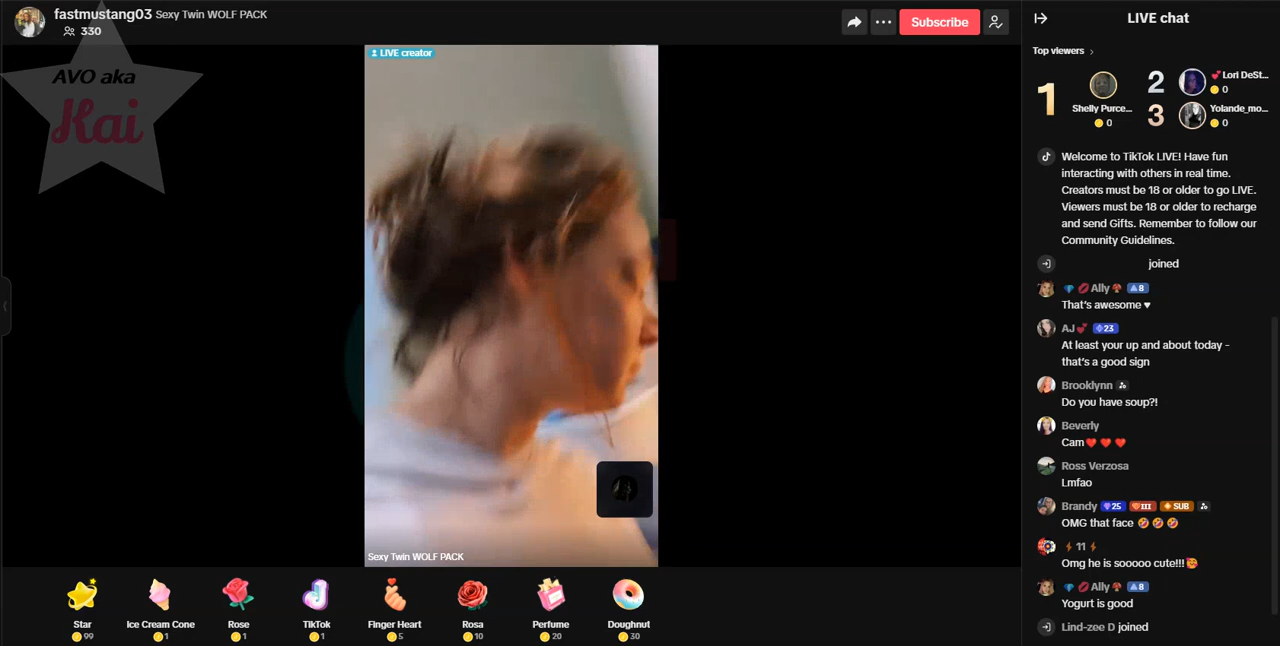 fastmustang03 Sexy Twin WOLF PACK
330
Subscribe
AVO aka
Kai
LIVE creator
Sexy Twin WOLF PACK
Star
99
Ice Cream Cone
1
Rose
1
TikTok
1
Finger Heart
5
Rosa
10
Perfume
20
Doughnut
30
LIVE chat
Top viewers
1
Shelly Purce...
0
2
Lori DeSt...
0
3
Yolande_mo...
0
Welcome to TikTok LIVE! Have fun
interacting with others in real time.
Creators must be 18 or older to go LIVE.
Viewers must be 18 or older to recharge
and send Gifts. Remember to follow our
Community Guidelines.
joined
Ally 8
That's awesome ♥
AJ 23
At least your up and about today -
that's a good sign
Brooklynn
Do you have soup?!
Beverly
Cam❤️ ❤️ ❤️
Ross Verzosa
Lmfao
Brandy 25 III SUB
OMG that face 🤣 🤣 🤣
⚡ 11 ⚡
Omg he is sooooo cute!!!🥰
Ally 8
Yogurt is good
Lind-zee D joined